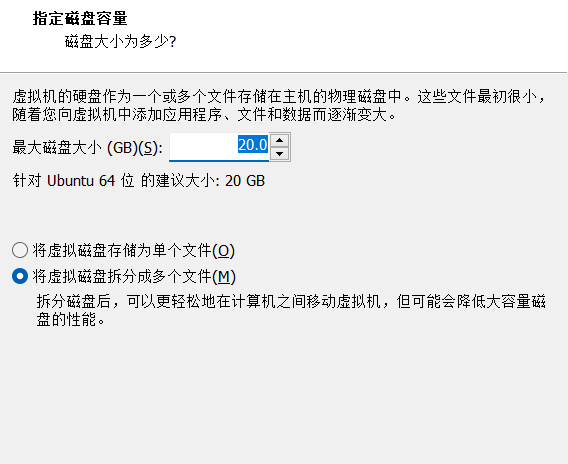 指定磁盘容量
磁盘大小为多少?
虚拟机的硬盘作为一个或多个文件存储在主机的物理磁盘中。这些文件最初很小，
随着您向虚拟机中添加应用程序、文件和数据而逐渐变大。
最大磁盘大小 (GB)(S): 20.0
针对 Ubuntu 64 位 的建议大小: 20 GB
将虚拟磁盘存储为单个文件(O)
将虚拟磁盘拆分成多个文件(M)
拆分磁盘后，可以更轻松地在计算机之间移动虚拟机，但可能会降低大容量磁
盘的性能。